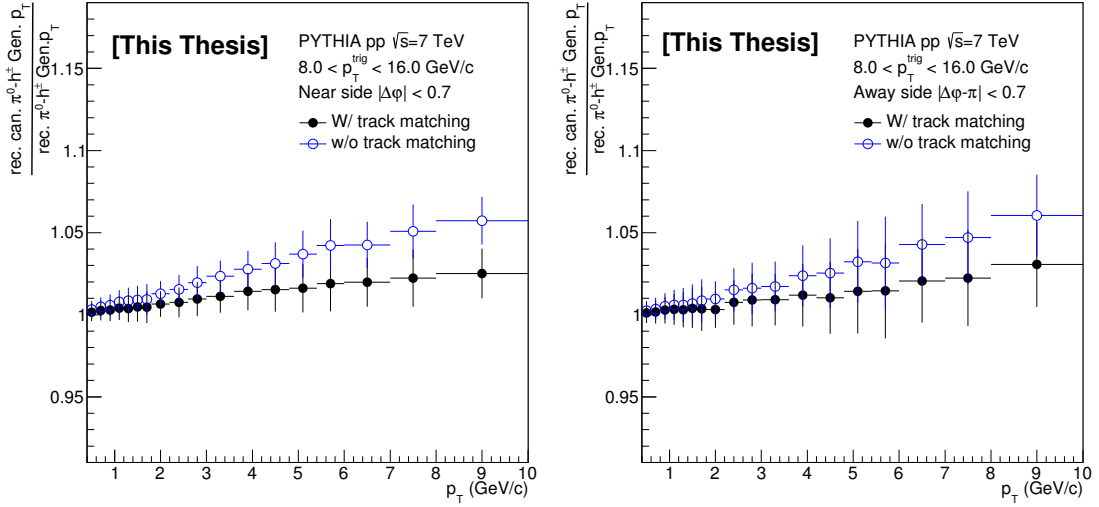 rec. can. π⁰-h± Gen. p_T
rec. π⁰-h± Gen.p_T
[This Thesis]
PYTHIA pp √s=7 TeV
8.0 < p_T^trig < 16.0 GeV/c
Near side |Δφ| < 0.7
W/ track matching
w/o track matching
1.15
1.1
1.05
1
0.95
1 2 3 4 5 6 7 8 9 10
p_T (GeV/c)
rec. can. π⁰-h± Gen. p_T
rec. π⁰-h± Gen.p_T
[This Thesis]
PYTHIA pp √s=7 TeV
8.0 < p_T^trig < 16.0 GeV/c
Away side |Δφ-π| < 0.7
W/ track matching
w/o track matching
1.15
1.1
1.05
1
0.95
1 2 3 4 5 6 7 8 9 10
p_T (GeV/c)